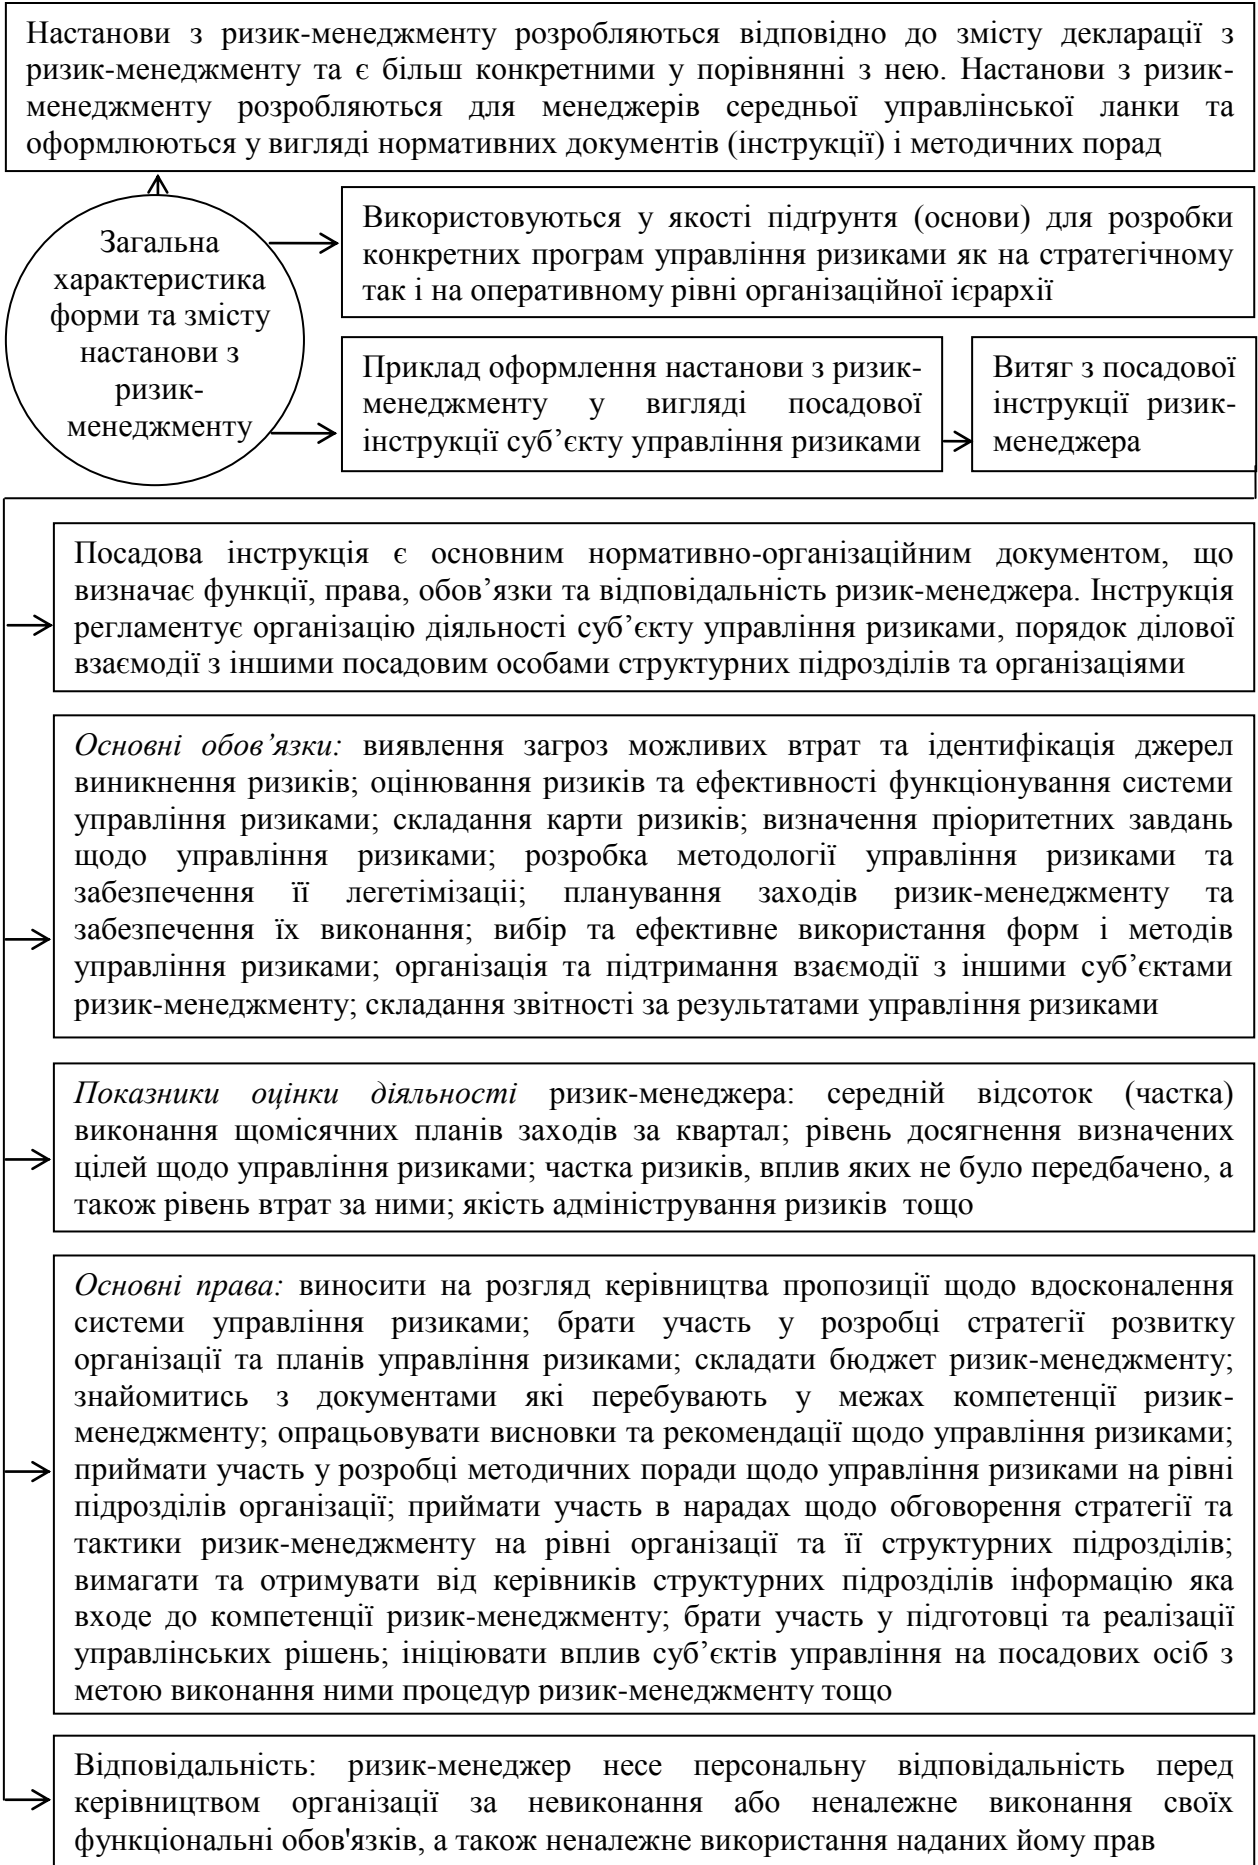 Настанови з ризик-менеджменту розробляються відповідно до змісту декларації з
ризик-менеджменту та є більш конкретними у порівнянні з нею. Настанови з ризик-
менеджменту розробляються для менеджерів середньої управлінської ланки та
оформлюються у вигляді нормативних документів (інструкції) і методичних порад
Загальна
характеристика
форми та змісту
настанови з
ризик-
менеджменту
Використовуються у якості підґрунтя (основи) для розробки
конкретних програм управління ризиками як на стратегічному
так і на оперативному рівні організаційної ієрархії
Приклад оформлення настанови з ризик-
менеджменту у вигляді посадової
інструкції суб’єкту управління ризиками
Витяг з посадової
інструкції ризик-
менеджера
Посадова інструкція є основним нормативно-організаційним документом, що
визначає функції, права, обов’язки та відповідальність ризик-менеджера. Інструкція
регламентує організацію діяльності суб’єкту управління ризиками, порядок ділової
взаємодії з іншими посадовим особами структурних підрозділів та організаціями
Основні обов’язки: виявлення загроз можливих втрат та ідентифікація джерел
виникнення ризиків; оцінювання ризиків та ефективності функціонування системи
управління ризиками; складання карти ризиків; визначення пріоритетних завдань
щодо управління ризиками; розробка методології управління ризиками та
забезпечення її легетімізаціі; планування заходів ризик-менеджменту та
забезпечення їх виконання; вибір та ефективне використання форм і методів
управління ризиками; організація та підтримання взаємодії з іншими суб’єктами
ризик-менеджменту; складання звітності за результатами управління ризиками
Показники оцінки діяльності ризик-менеджера: середній відсоток (частка)
виконання щомісячних планів заходів за квартал; рівень досягнення визначених
цілей щодо управління ризиками; частка ризиків, вплив яких не було передбачено, а
також рівень втрат за ними; якість адміністрування ризиків тощо
Основні права: виносити на розгляд керівництва пропозиції щодо вдосконалення
системи управління ризиками; брати участь у розробці стратегії розвитку
організації та планів управління ризиками; складати бюджет ризик-менеджменту;
знайомитись з документами які перебувають у межах компетенції ризик-
менеджменту; опрацьовувати висновки та рекомендації щодо управління ризиками;
приймати участь у розробці методичних поради щодо управління ризиками на рівні
підрозділів організації; приймати участь в нарадах щодо обговорення стратегії та
тактики ризик-менеджменту на рівні організації та її структурних підрозділів;
вимагати та отримувати від керівників структурних підрозділів інформацію яка
входе до компетенції ризик-менеджменту; брати участь у підготовці та реалізації
управлінських рішень; ініціювати вплив суб’єктів управління на посадових осіб з
метою виконання ними процедур ризик-менеджменту тощо
Відповідальність: ризик-менеджер несе персональну відповідальність перед
керівництвом організації за невиконання або неналежне виконання своїх
функціональні обов'язків, а також неналежне використання наданих йому прав